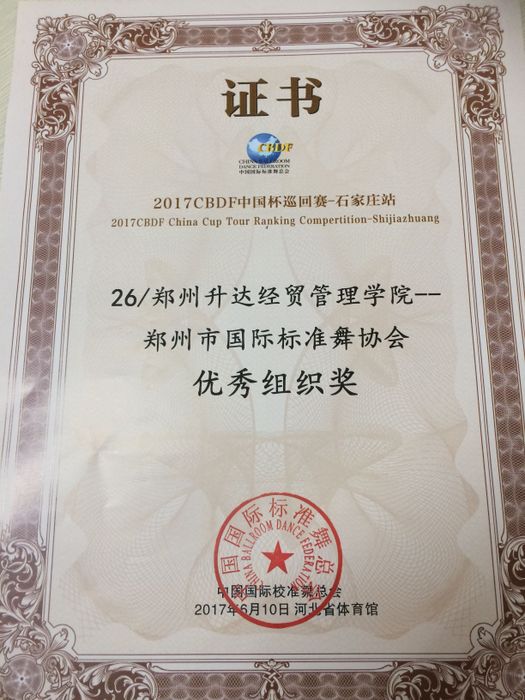 证书
CBDF
CHINA BALLROOM
DANCE FEDERATION
中国国际标准舞总会
2017CBDF中国杯巡回赛-石家庄站
2017CBDF China Cup Tour Ranking Compertition-Shijiazhuang
26/郑州升达经贸管理学院--
郑州市国际标准舞协会
优秀组织奖
中国国际标准舞总会
CHINA BALLROOM DANCE FEDERATION
中国国际校准舞总会
2017年6月10日 河北省体育馆